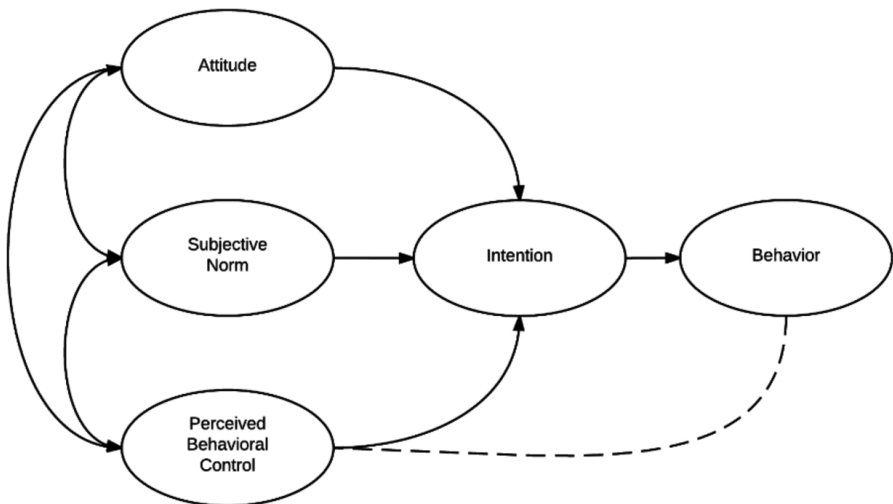 Attitude
Subjective
Norm
Intention
Behavior
Perceived
Behavioral
Control